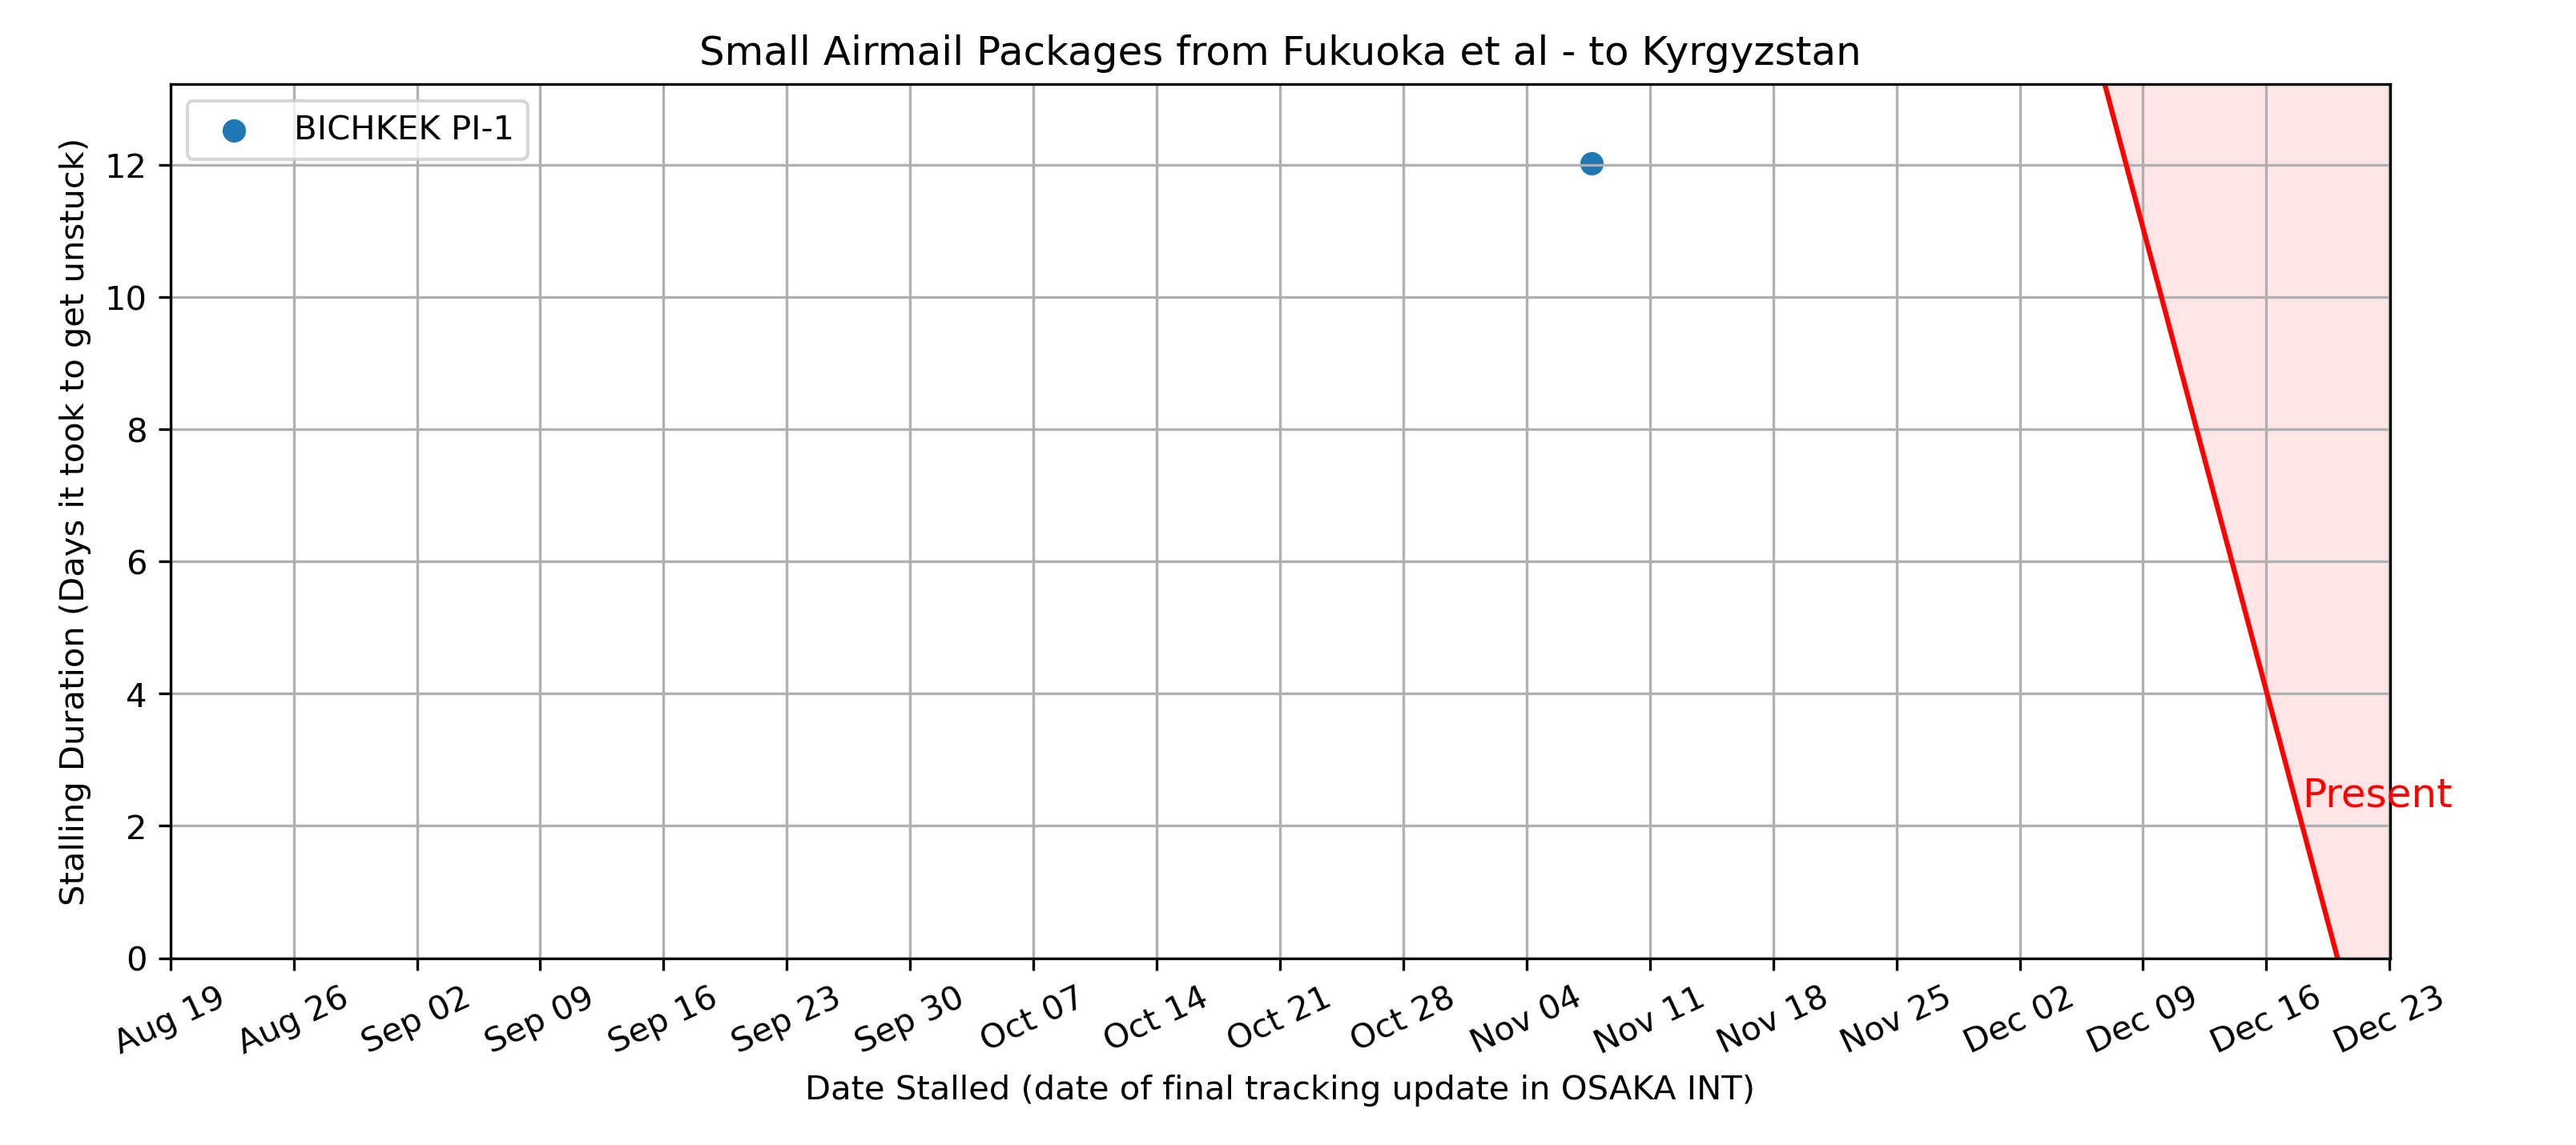 Small Airmail Packages from Fukuoka et al - to Kyrgyzstan
BICHKEK PI-1
Stalling Duration (Days it took to get unstuck)
12
10
8
6
4
2
0
Present
Aug 19 Aug 26 Sep 02 Sep 09 Sep 16 Sep 23 Sep 30 Oct 07 Oct 14 Oct 21 Oct 28 Nov 04 Nov 11 Nov 18 Nov 25 Dec 02 Dec 09 Dec 16 Dec 23
Date Stalled (date of final tracking update in OSAKA INT)